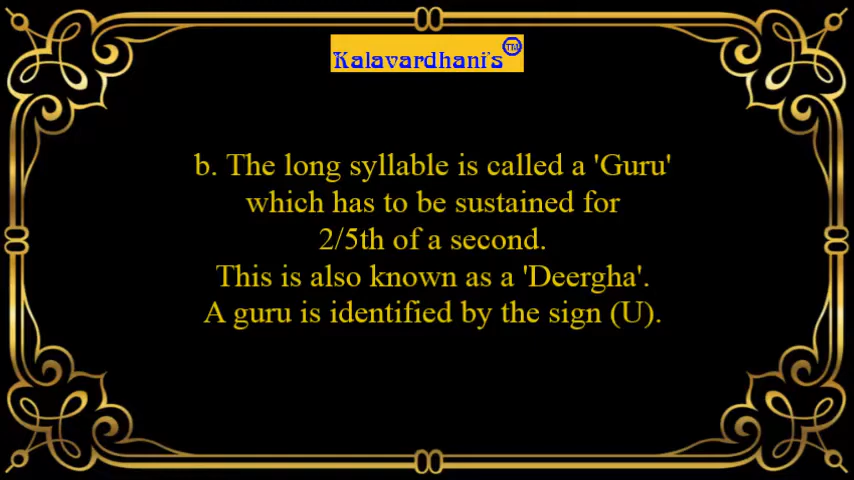 Kalavardhani's™
b. The long syllable is called a 'Guru'
which has to be sustained for
2/5th of a second.
This is also known as a 'Deergha'.
A guru is identified by the sign (U).